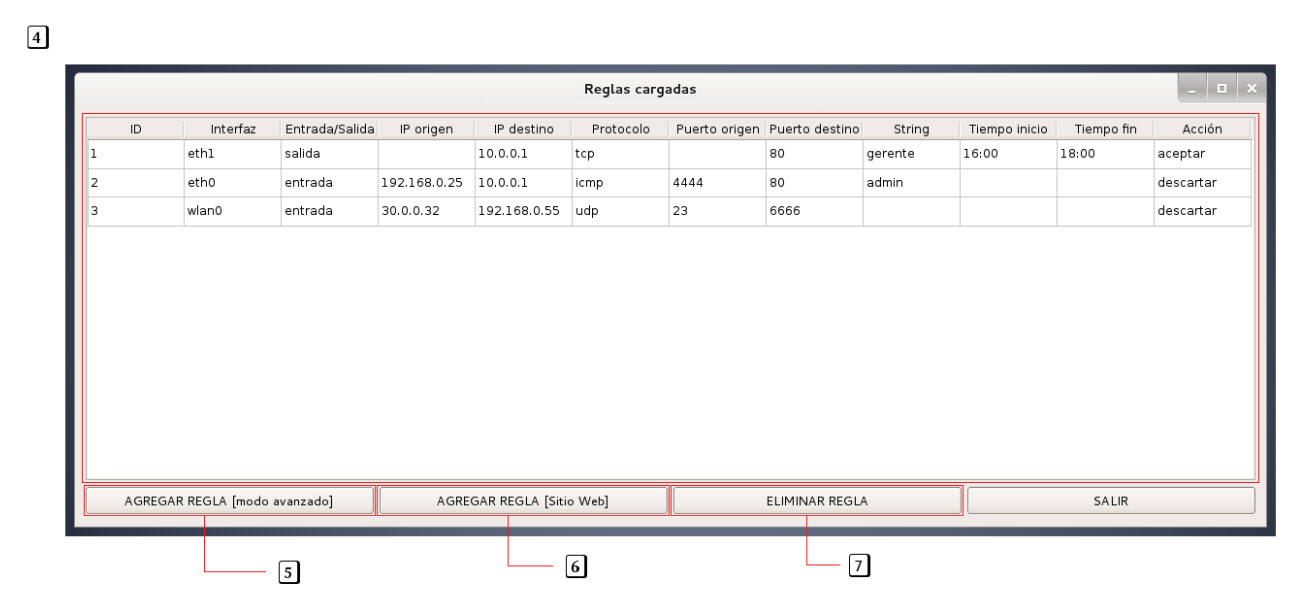 4
Reglas cargadas
ID Interfaz Entrada/Salida IP origen IP destino Protocolo Puerto origen Puerto destino String Tiempo inicio Tiempo fin Acción
1 eth1 salida 10.0.0.1 tcp 80 gerente 16:00 18:00 aceptar
2 eth0 entrada 192.168.0.25 10.0.0.1 icmp 4444 80 admin descartar
3 wlan0 entrada 30.0.0.32 192.168.0.55 udp 23 6666 descartar
AGREGAR REGLA [modo avanzado] AGREGAR REGLA [Sitio Web] ELIMINAR REGLA SALIR
5 6 7